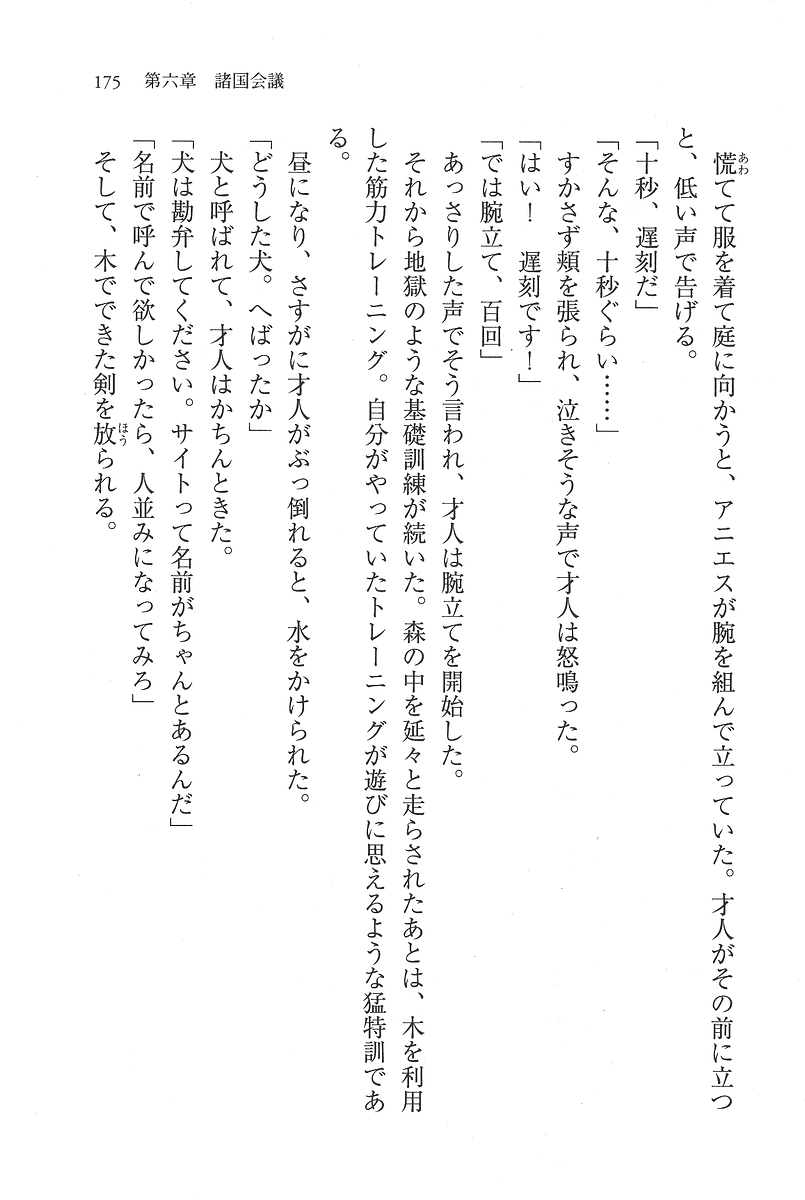 175 第六章 諸国会議
慌てて服を着て庭に向かうと、アニエスが腕を組んで立っていた。才人がその前に立つ
あわ
と、低い声で告げる。
「十秒、遅刻だ」
「そんな、十秒ぐらい……」
すかさず頬を張られ、泣きそうな声で才人は怒鳴った。
「はい！　遅刻です！」
「では腕立て、百回」
あっさりした声でそう言われ、才人は腕立てを開始した。
それから地獄のような基礎訓練が続いた。森の中を延々と走らされたあとは、木を利用
した筋力トレーニング。自分がやっていたトレーニングが遊びに思えるような猛特訓であ
る。
昼になり、さすがに才人がぶっ倒れると、水をかけられた。
「どうした犬。へばったか」
犬と呼ばれて、才人はかちんときた。
「犬は勘弁してください。サイトって名前がちゃんとあるんだ」
「名前で呼んで欲しかったら、人並みになってみろ」
そして、木でできた剣を放られる。
ほう